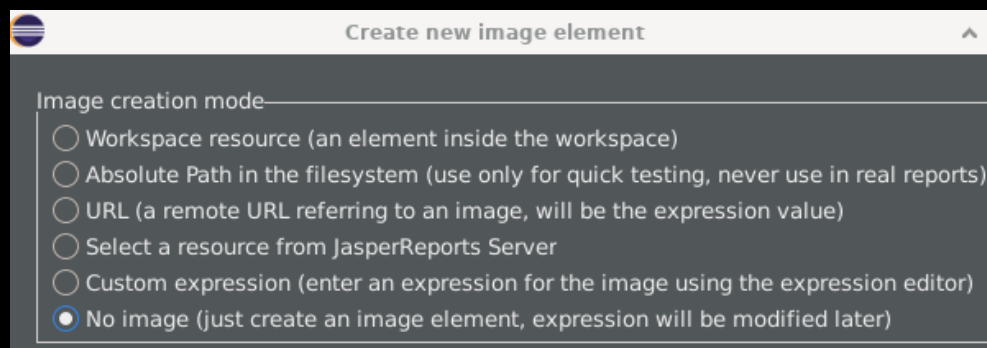 Create new image element
Image creation mode
Workspace resource (an element inside the workspace)
Absolute Path in the filesystem (use only for quick testing, never use in real reports)
URL (a remote URL referring to an image, will be the expression value)
Select a resource from JasperReports Server
Custom expression (enter an expression for the image using the expression editor)
No image (just create an image element, expression will be modified later)